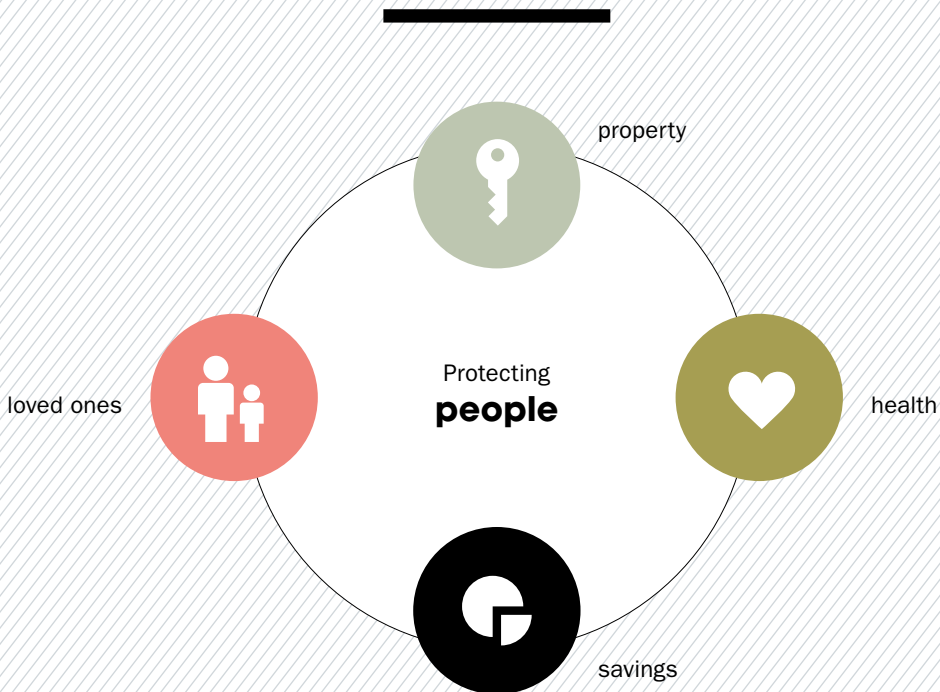 property
loved ones
Protecting
people
health
savings